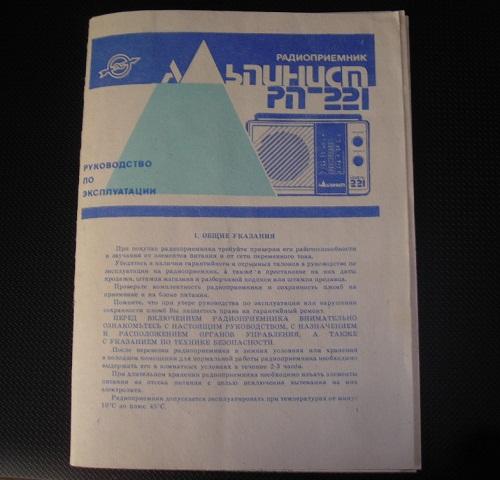 РАДИОПРИЕМНИК
АЛЬПИНИСТ
РП-221
РУКОВОДСТВО
ПО
ЭКСПЛУАТАЦИИ
АЛЬПИНИСТ
221
1. ОБЩИЕ УКАЗАНИЯ
При покупке радиоприемника требуйте проверки его работоспособности
и звучания от элементов питания и от сети переменного тока.
Убедитесь в наличии гарантийного и отрывных талонов в руководстве по
эксплуатации на радиоприемник, а также в простановке на них даты
продажи, штампа магазина и разборчивой подписи или штампа продавца.
Проверьте комплектность радиоприемника и сохранность пломб на
приемнике и на блоке питания.
Помните, что при утере руководства по эксплуатации или нарушении
сохранности пломб Вы лишаетесь права на гарантийный ремонт.
ПЕРЕД ВКЛЮЧЕНИЕМ РАДИОПРИЕМНИКА ВНИМАТЕЛЬНО
ОЗНАКОМЬТЕСЬ С НАСТОЯЩИМ РУКОВОДСТВОМ, С НАЗНАЧЕНИЕМ
И РАСПОЛОЖЕНИЕМ ОРГАНОВ УПРАВЛЕНИЯ, А ТАКЖЕ
С УКАЗАНИЕМ ПО ТЕХНИКЕ БЕЗОПАСНОСТИ.
После перевозки радиоприемника в зимних условиях или хранения
в холодном помещении для нормальной работы радиоприемника необходимо
выдержать его в комнатных условиях в течение 2-3 часов.
При длительном хранении радиоприемника необходимо изъять элементы
питания из отсека питания с целью исключения вытекания из них
электролита.
Радиоприемник допускается эксплуатировать при температурах от минус
10°С до плюс 45°С.